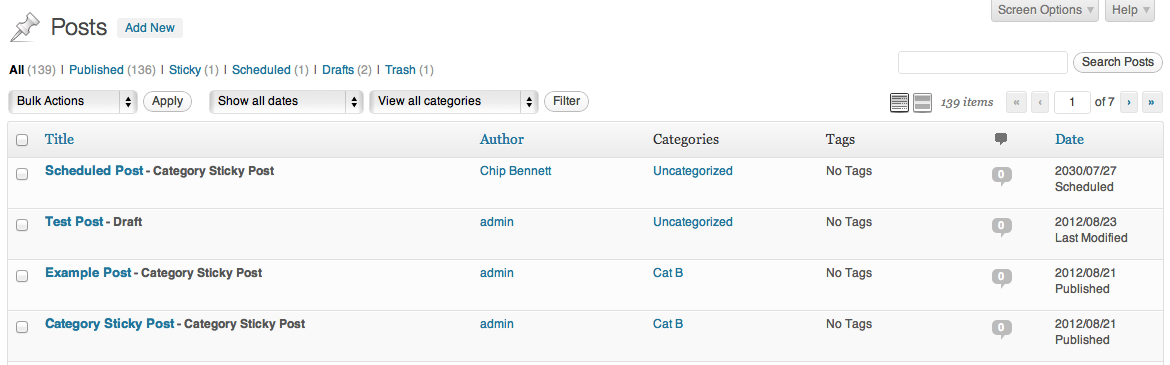 Screen Options Help
Posts Add New
All (139) | Published (136) | Sticky (1) | Scheduled (1) | Drafts (2) | Trash (1)
Search Posts
Bulk Actions Apply Show all dates View all categories Filter 139 items « ‹ 1 of 7 › »
Title Author Categories Tags Date
Scheduled Post - Category Sticky Post Chip Bennett Uncategorized No Tags 0 2030/07/27
Scheduled
Test Post - Draft admin Uncategorized No Tags 0 2012/08/23
Last Modified
Example Post - Category Sticky Post admin Cat B No Tags 0 2012/08/21
Published
Category Sticky Post - Category Sticky Post admin Cat B No Tags 0 2012/08/21
Published